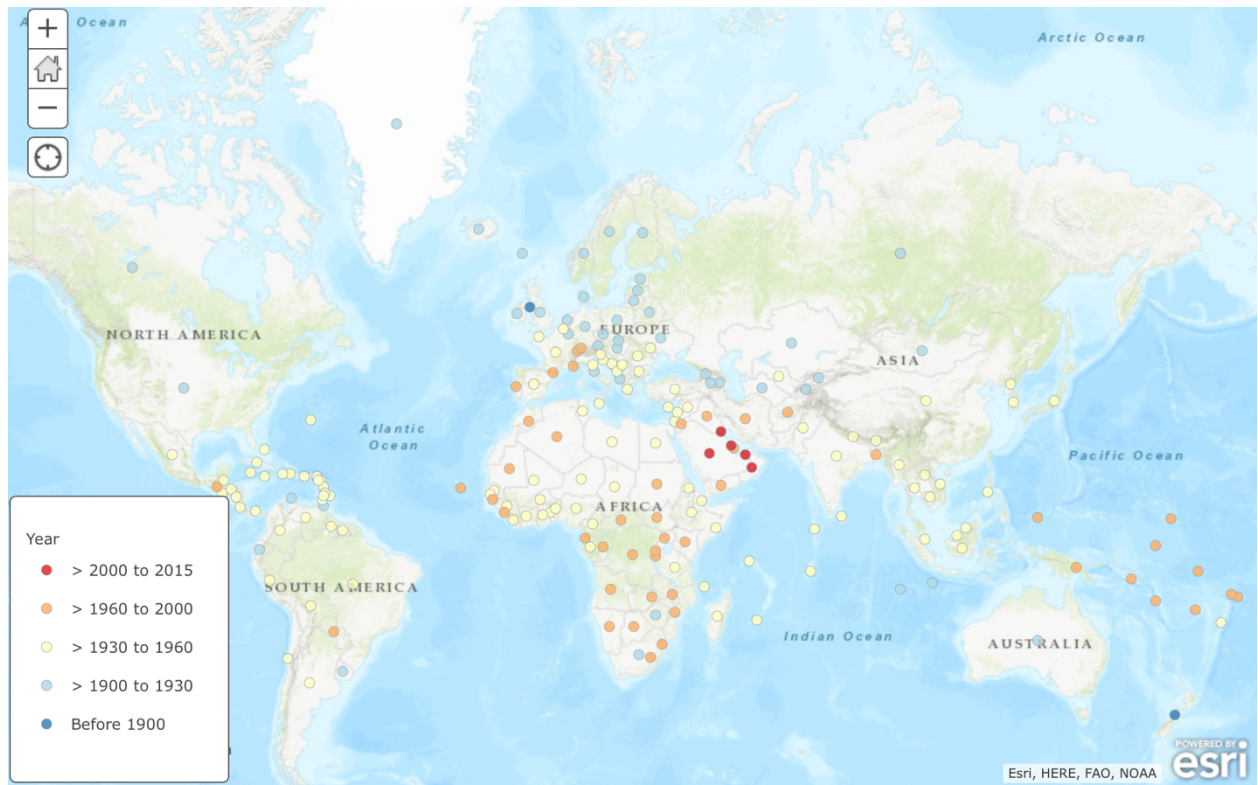 Ocean
Arctic Ocean
+
−
NORTH AMERICA
EUROPE
ASIA
Atlantic
Ocean
Pacific Ocean
AFRICA
SOUTH AMERICA
Indian Ocean
AUSTRALIA
Year
> 2000 to 2015
> 1960 to 2000
> 1930 to 1960
> 1900 to 1930
Before 1900
POWERED BY
esri
Esri, HERE, FAO, NOAA